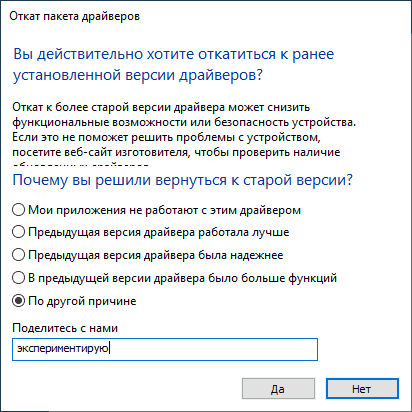 Откат пакета драйверов
Вы действительно хотите откатиться к ранее
установленной версии драйверов?
Откат к более старой версии драйвера может снизить
функциональные возможности или безопасность устройства.
Если это не поможет решить проблемы с устройством,
посетите веб-сайт изготовителя, чтобы проверить наличие
Почему вы решили вернуться к старой версии?
Мои приложения не работают с этим драйвером
Предыдущая версия драйвера работала лучше
Предыдущая версия драйвера была надежнее
В предыдущей версии драйвера было больше функций
По другой причине
Поделитесь с нами
экспериментирую
Да
Нет